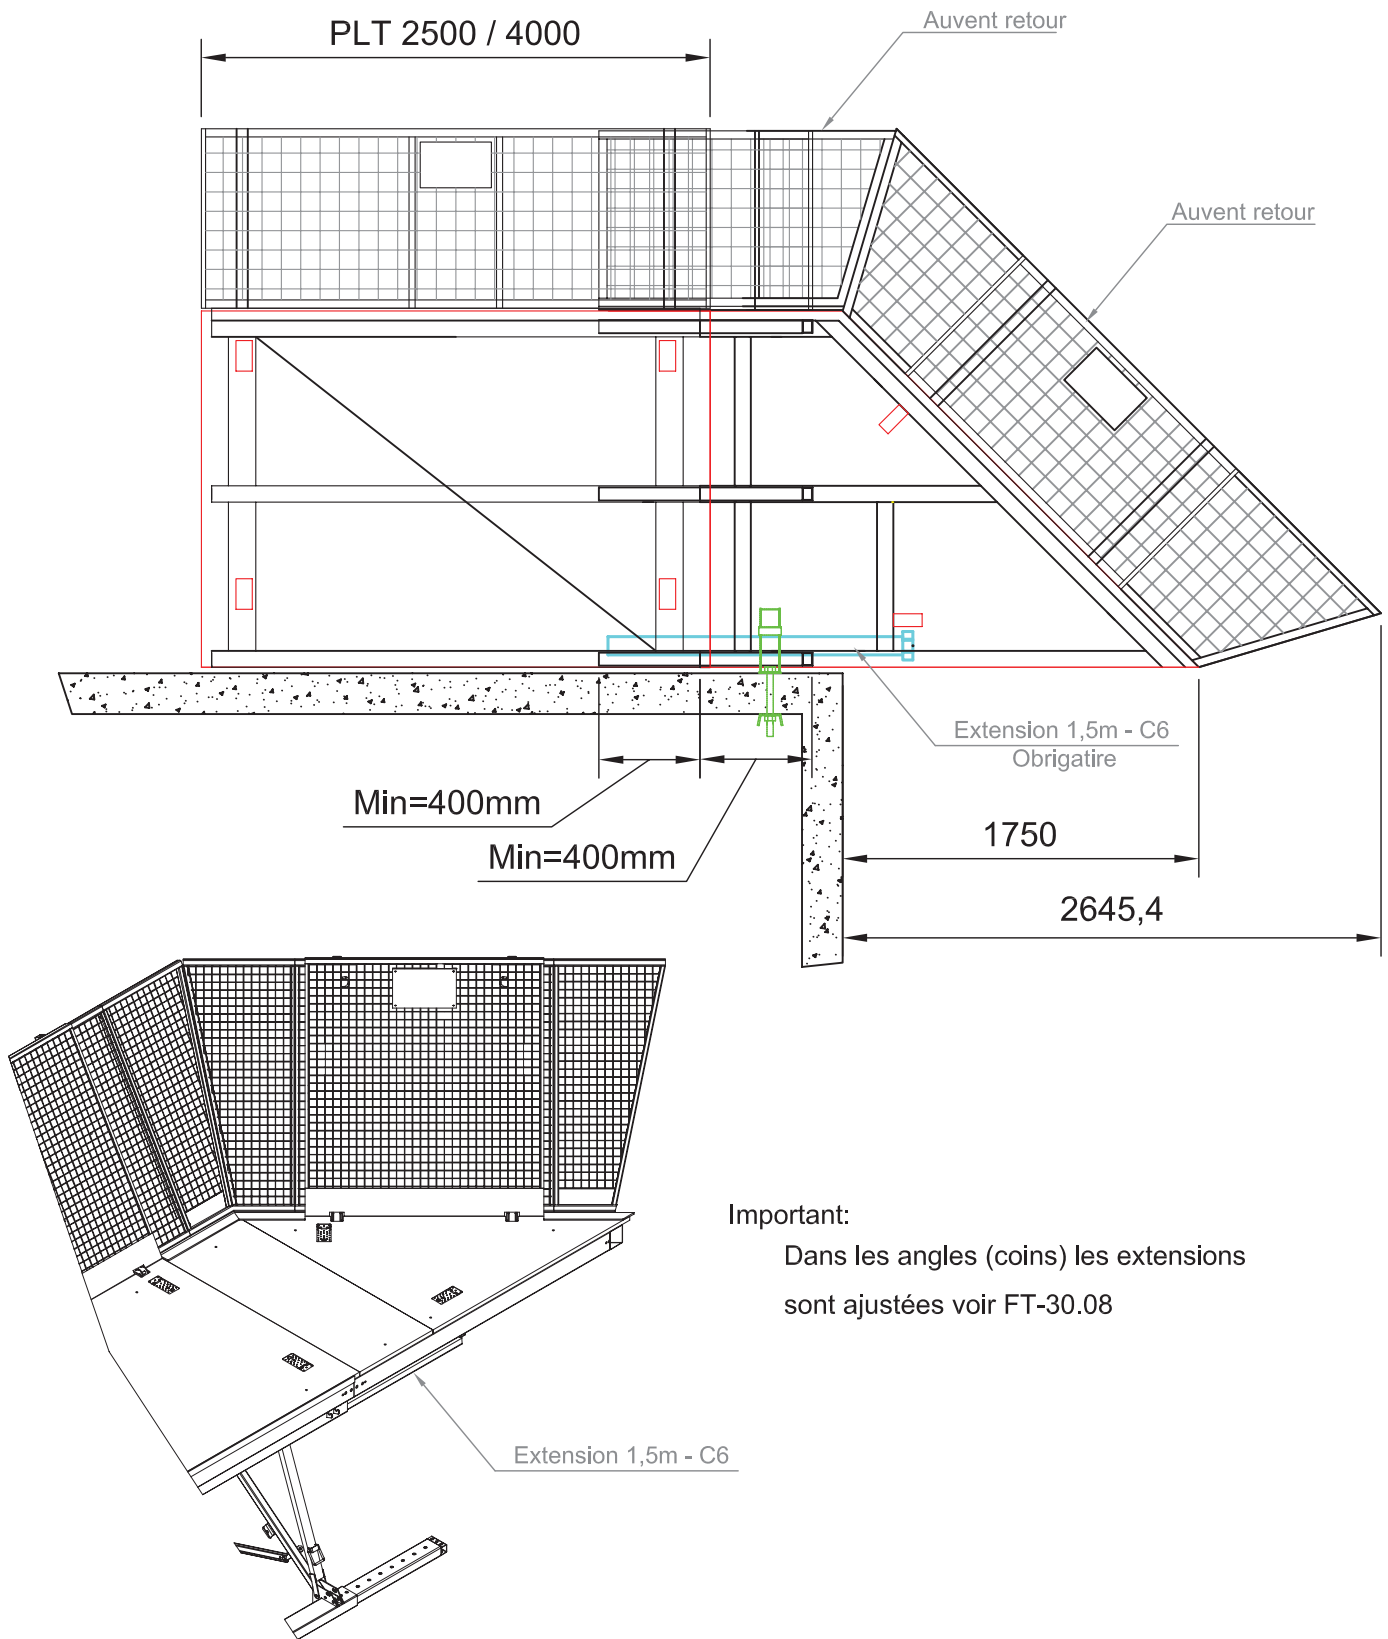 Auvent retour
PLT 2500 / 4000
Auvent retour
Extension 1,5m - C6
Obrigatire
Min=400mm
Min=400mm
1750
2645,4
Important:
Dans les angles (coins) les extensions
sont ajustées voir FT-30.08
Extension 1,5m - C6